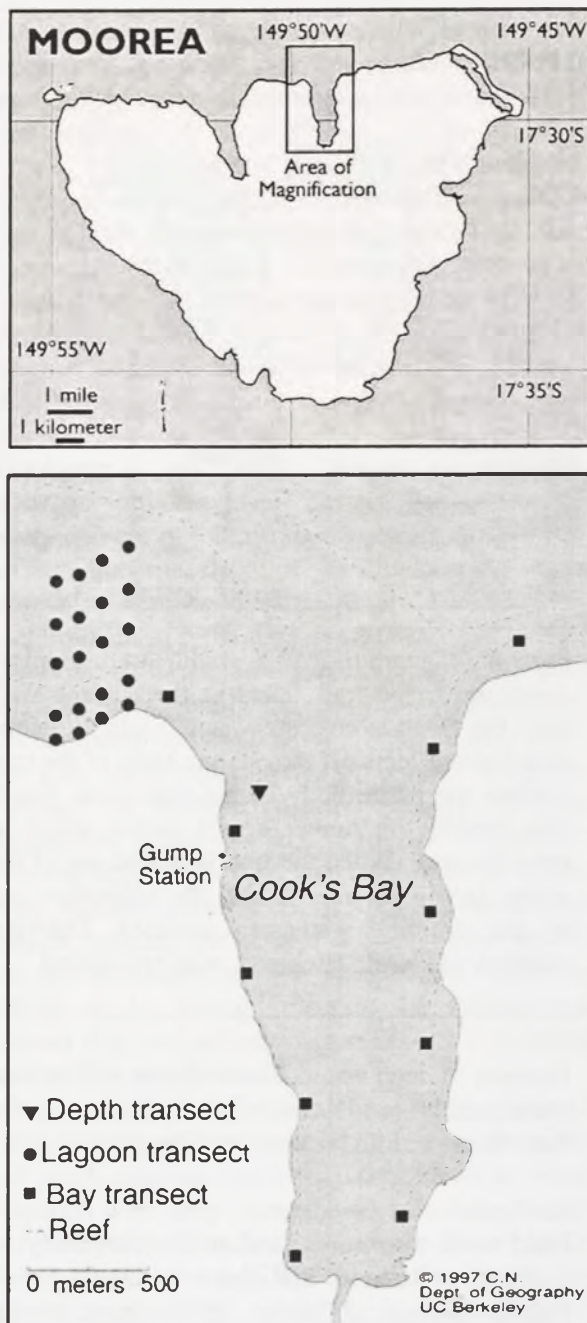 MOOREA
149°50'W
149°45'W
17°30'S
Area of
Magnification
149°55'W
1 mile
1 kilometer
17°35'S
Gump
Station
Cook's Bay
Depth transect
Lagoon transect
Bay transect
Reef
0 meters 500
© 1997 C.N.
Dept. of Geography
UC Berkeley